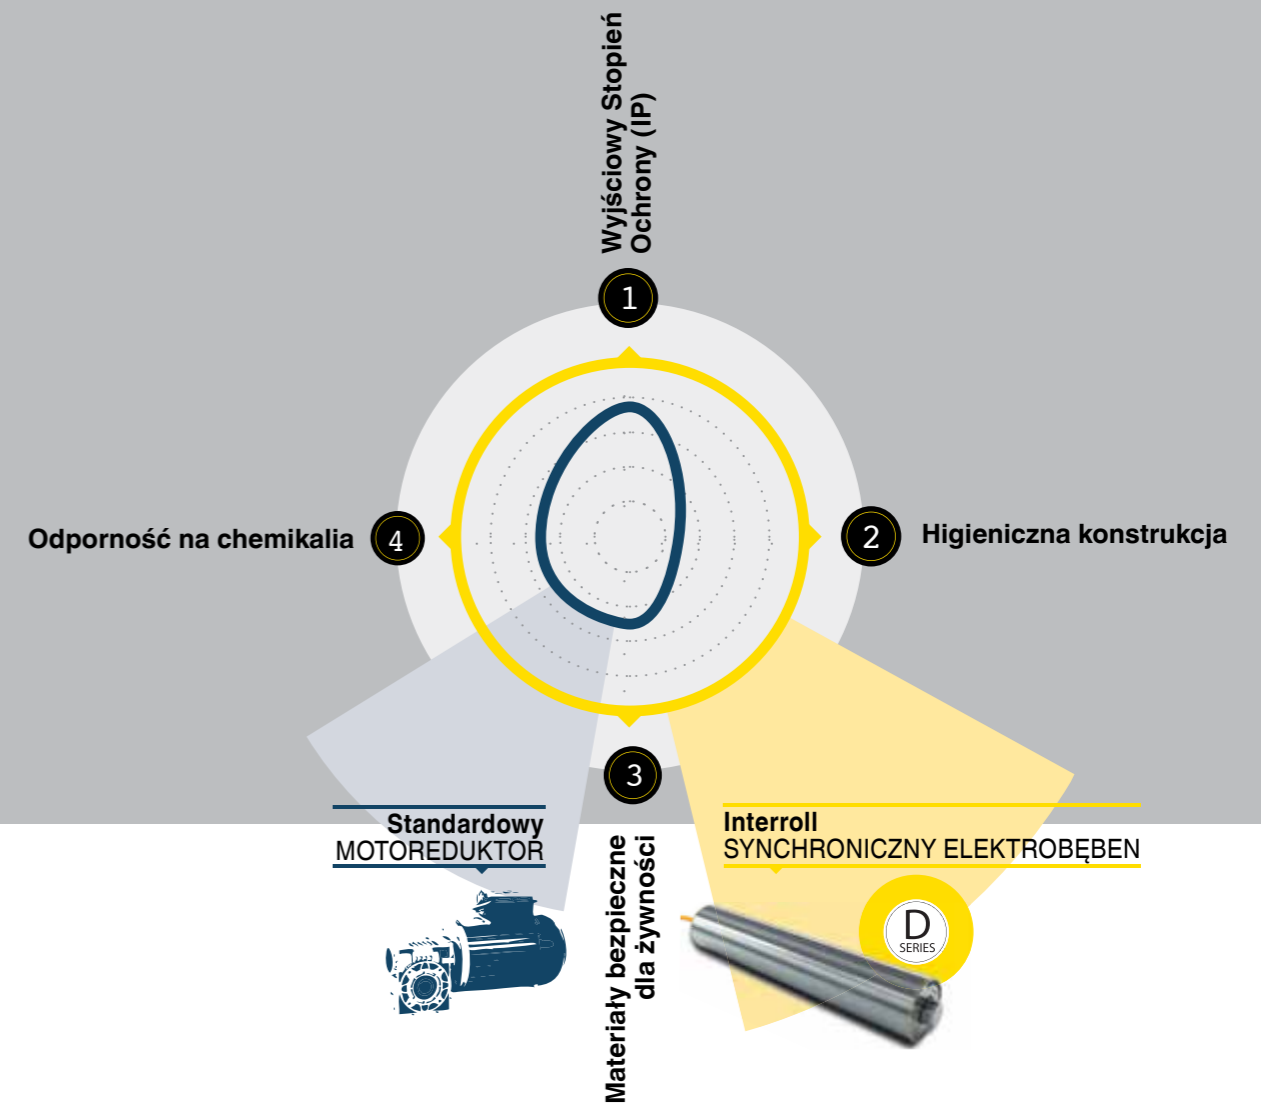 Wyjściowy Stopień
Ochrony (IP)
1
Odporność na chemikalia
4
2
Higieniczna konstrukcja
3
Standardowy
MOTOREDUKTOR
Materiały bezpieczne
dla żywności
Interroll
SYNCHRONICZNY ELEKTROBĘBEN
D
SERIES